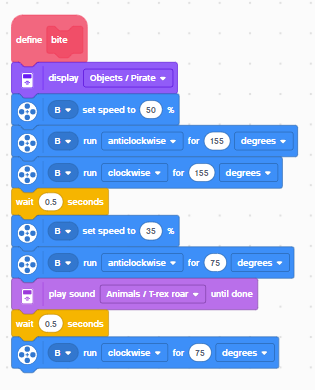 define bite
display Objects / Pirate
B set speed to 50 %
B run anticlockwise for 155 degrees
B run clockwise for 155 degrees
wait 0.5 seconds
B set speed to 35 %
B run anticlockwise for 75 degrees
play sound Animals / T-rex roar until done
wait 0.5 seconds
B run clockwise for 75 degrees